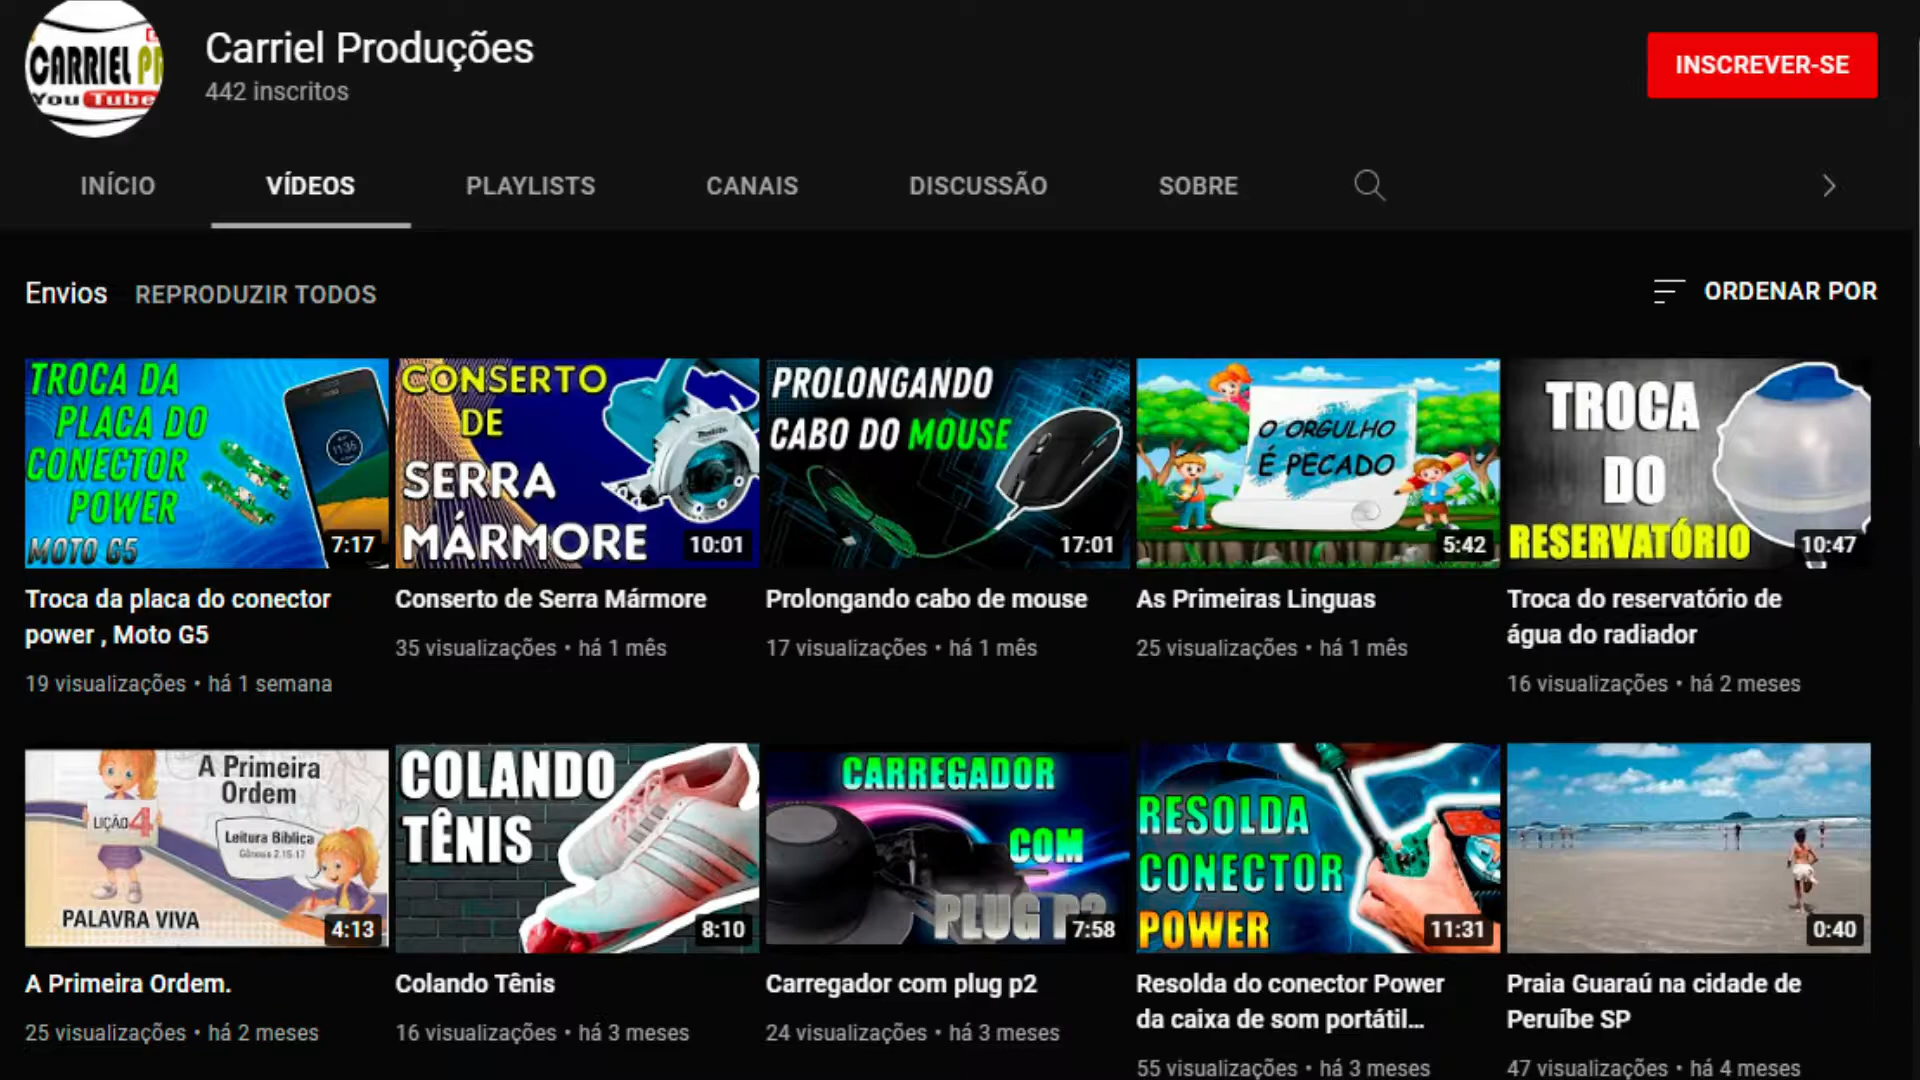 CARRIEL PR
You Tube
Carriel Produções
442 inscritos
INSCREVER-SE
INÍCIO
VÍDEOS
PLAYLISTS
CANAIS
DISCUSSÃO
SOBRE
Envios
REPRODUZIR TODOS
ORDENAR POR
TROCA DA
PLACA DO
CONECTOR
POWER
MOTO G5
11:35
7:17
CONSERTO
DE
SERRA
MÁRMORE
Makita
10:01
PROLONGANDO
CABO DO MOUSE
17:01
O ORGULHO
É PECADO
5:42
TROCA
DO
RESERVATÓRIO
10:47
Troca da placa do conector
power , Moto G5
19 visualizações • há 1 semana
Conserto de Serra Mármore
35 visualizações • há 1 mês
Prolongando cabo de mouse
17 visualizações • há 1 mês
As Primeiras Linguas
25 visualizações • há 1 mês
Troca do reservatório de
água do radiador
16 visualizações • há 2 meses
A Primeira
Ordem
LIÇÃO 4
Leitura Bíblica
Gênesis 2.15-17
PALAVRA VIVA
4:13
COLANDO
TÊNIS
8:10
CARREGADOR
COM
PLUG P2
7:58
RESOLDA
CONECTOR
POWER
11:31
0:40
A Primeira Ordem.
25 visualizações • há 2 meses
Colando Tênis
16 visualizações • há 3 meses
Carregador com plug p2
24 visualizações • há 3 meses
Resolda do conector Power
da caixa de som portátil...
55 visualizações • há 3 meses
Praia Guaraú na cidade de
Peruíbe SP
47 visualizações • há 4 meses